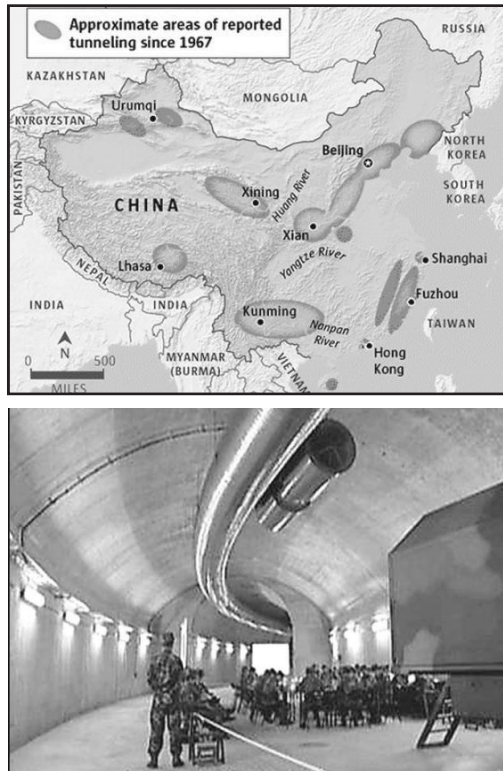 Approximate areas of reported
tunneling since 1967
RUSSIA
KAZAKHSTAN
MONGOLIA
Urumqi
KYRGYZSTAN
Beijing
NORTH
KOREA
PAKISTAN
Xining
Huang River
SOUTH
KOREA
CHINA
Xian
Yangtze River
Shanghai
Lhasa
NEPAL
Fuzhou
INDIA
INDIA
Kunming
TAIWAN
Nanpan
River
N
Hong
Kong
0
500
MILES
MYANMAR
(BURMA)
VIETNAM